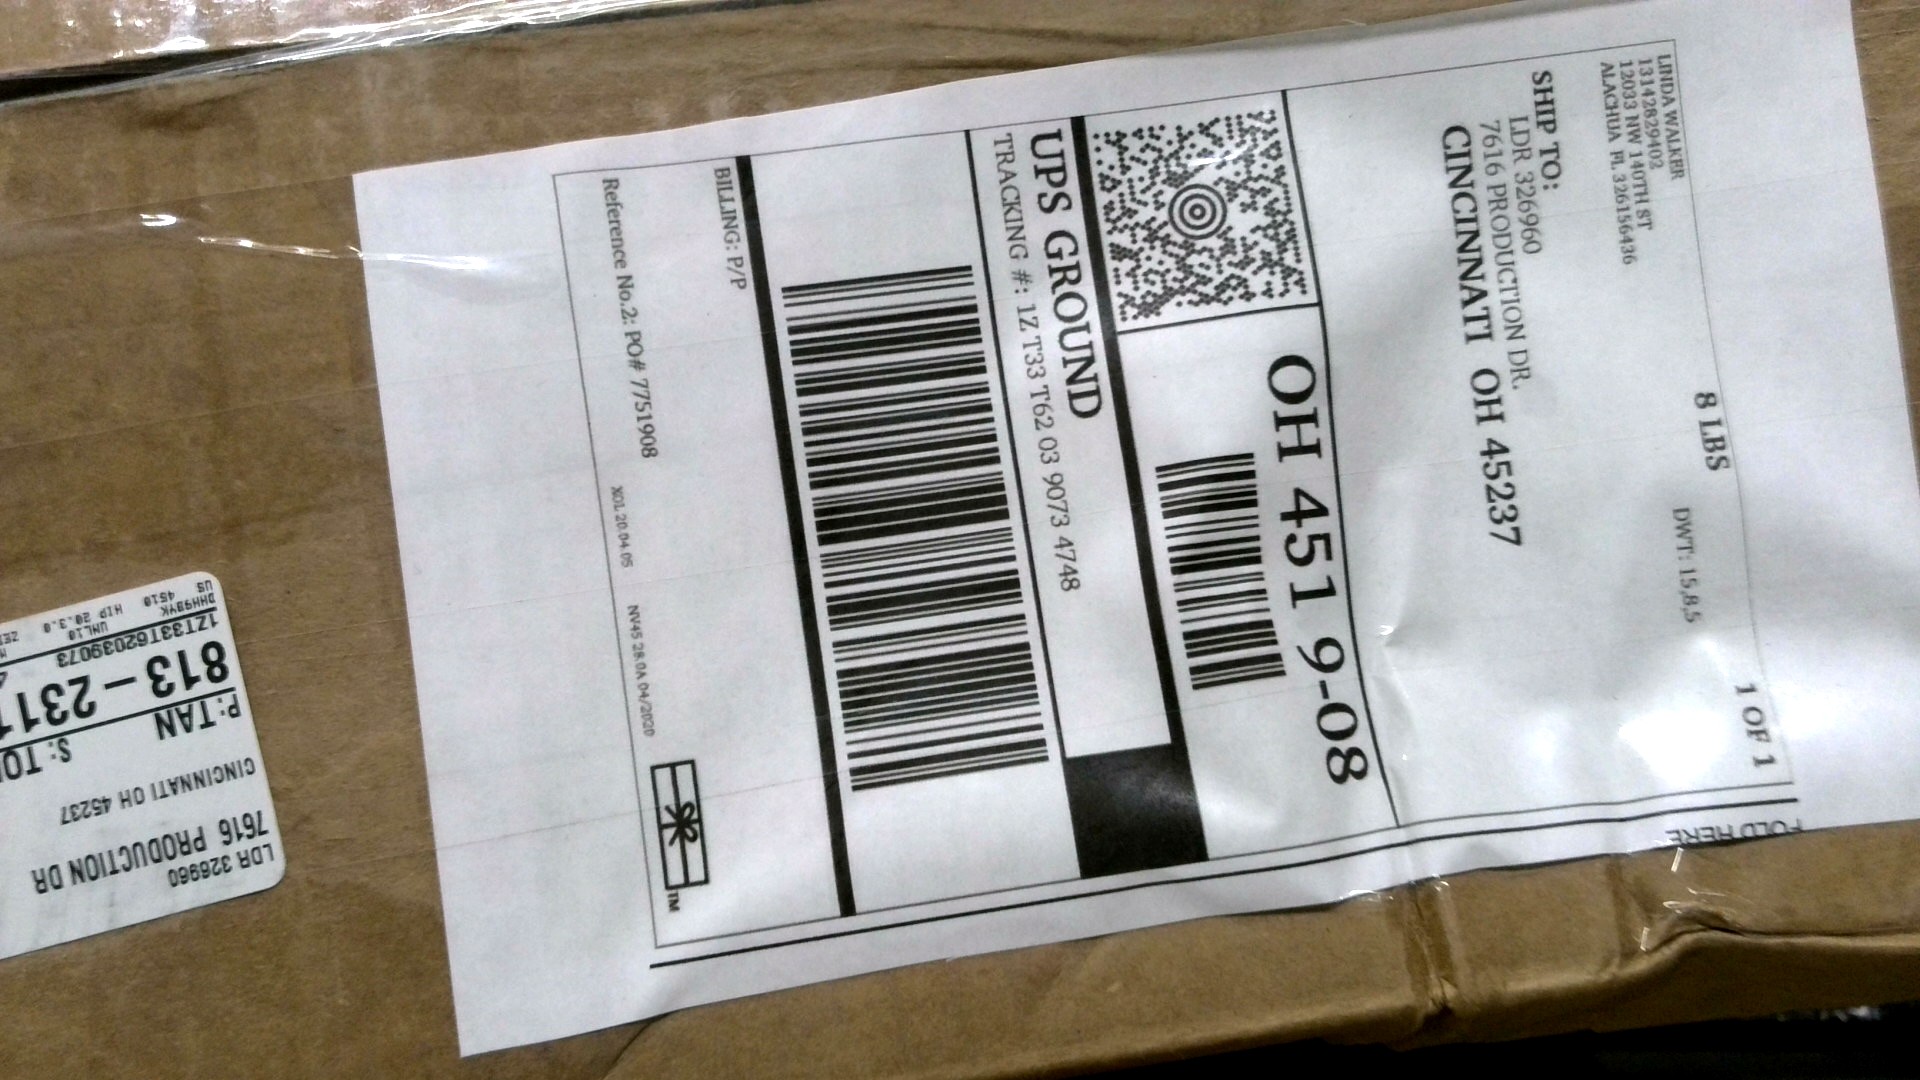 LINDA WALKER
13142829402
12033 NW 140TH ST
ALACHUA FL 326156436
8 LBS
1 OF 1
DWT: 15,8,5
SHIP TO:
LDR 326960
7616 PRODUCTION DR.
CINCINNATI OH 45237
OH 451 9-08
UPS GROUND
TRACKING #: 1Z T33 T62 03 9073 4748
BILLING: P/P
Reference No.2: PO# 7751908
XOL 20.04.05
NV45 28.0A 04/2020
TM
FOLD HERE
LDR 326960
7616 PRODUCTION DR
CINCINNATI OH 45237
P: TAN S:
813-231
1ZT33T62039073
DHH9BYK UNL10
4510 HIP 20.3.0
US